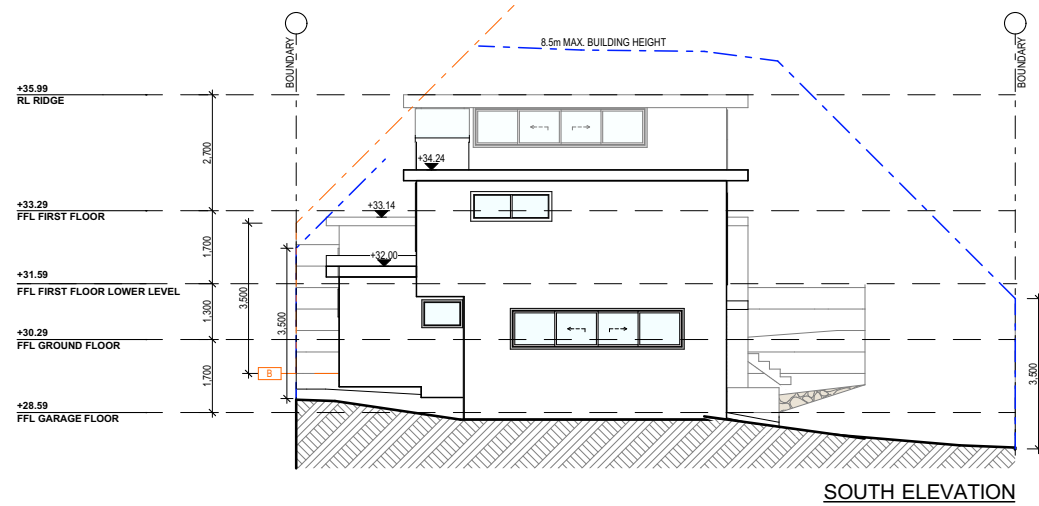 BOUNDARY
BOUNDARY
8.5m MAX. BUILDING HEIGHT
+35.99
RL RIDGE
2,700
+34.24
+33.29
FFL FIRST FLOOR
+33.14
1,700
+32.00
+31.59
FFL FIRST FLOOR LOWER LEVEL
3.500
1,300
3.500
+30.29
FFL GROUND FLOOR
B
1,700
3.500
+28.59
FFL GARAGE FLOOR
SOUTH ELEVATION